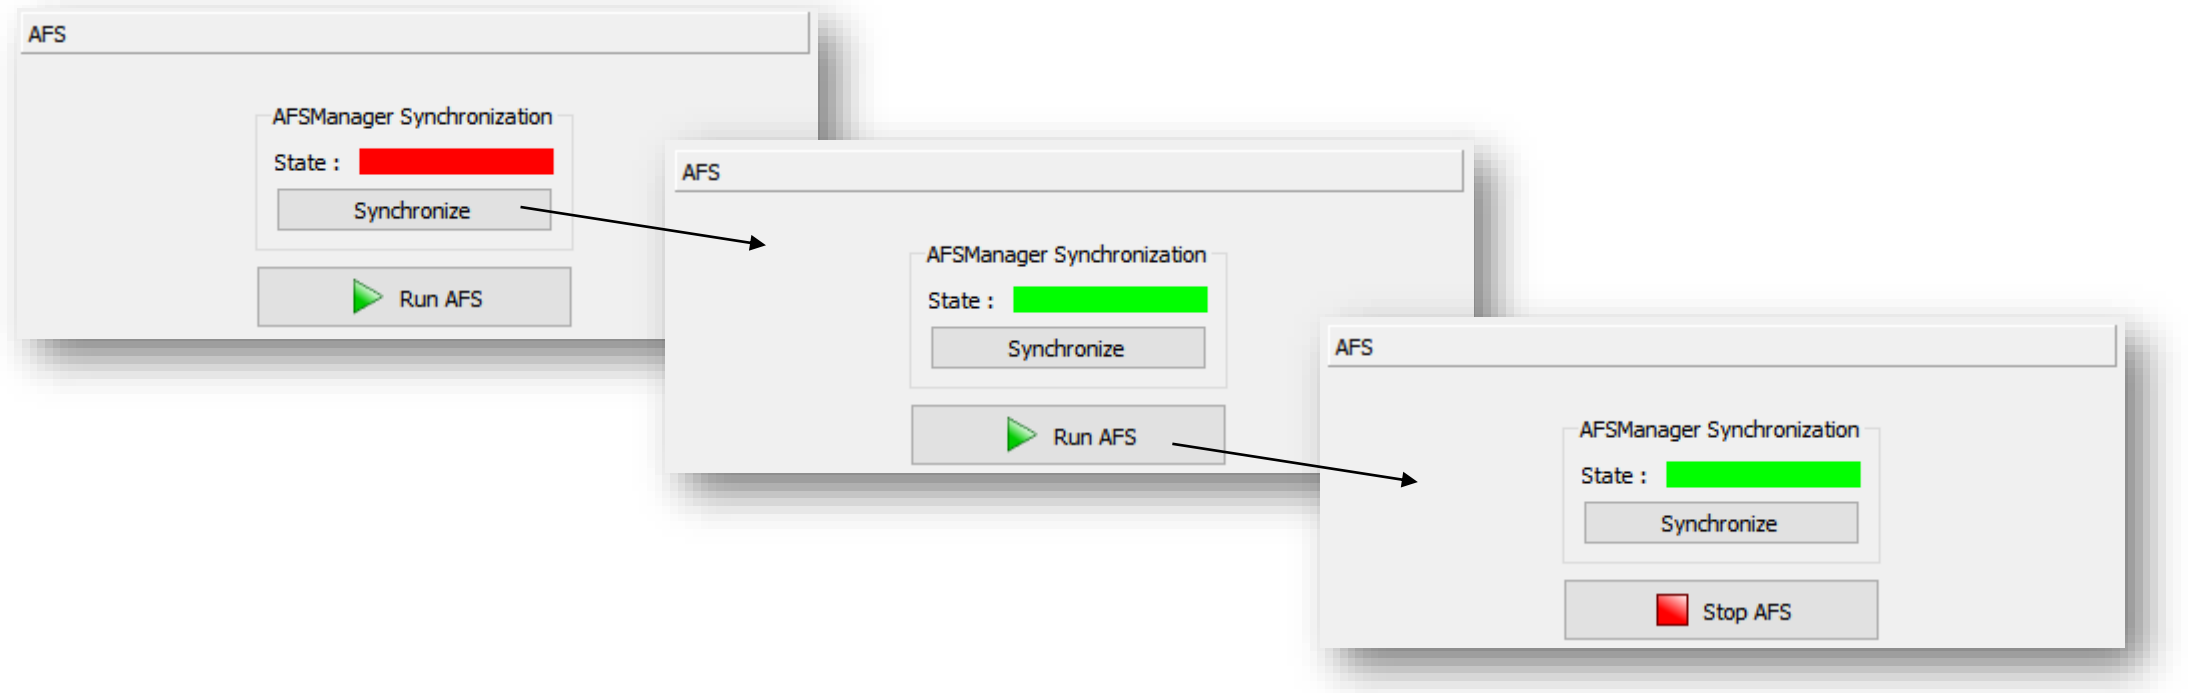 AFS
AFSManager Synchronization
State :
Synchronize
Run AFS
AFS
AFSManager Synchronization
State :
Synchronize
Run AFS
AFS
AFSManager Synchronization
State :
Synchronize
Stop AFS